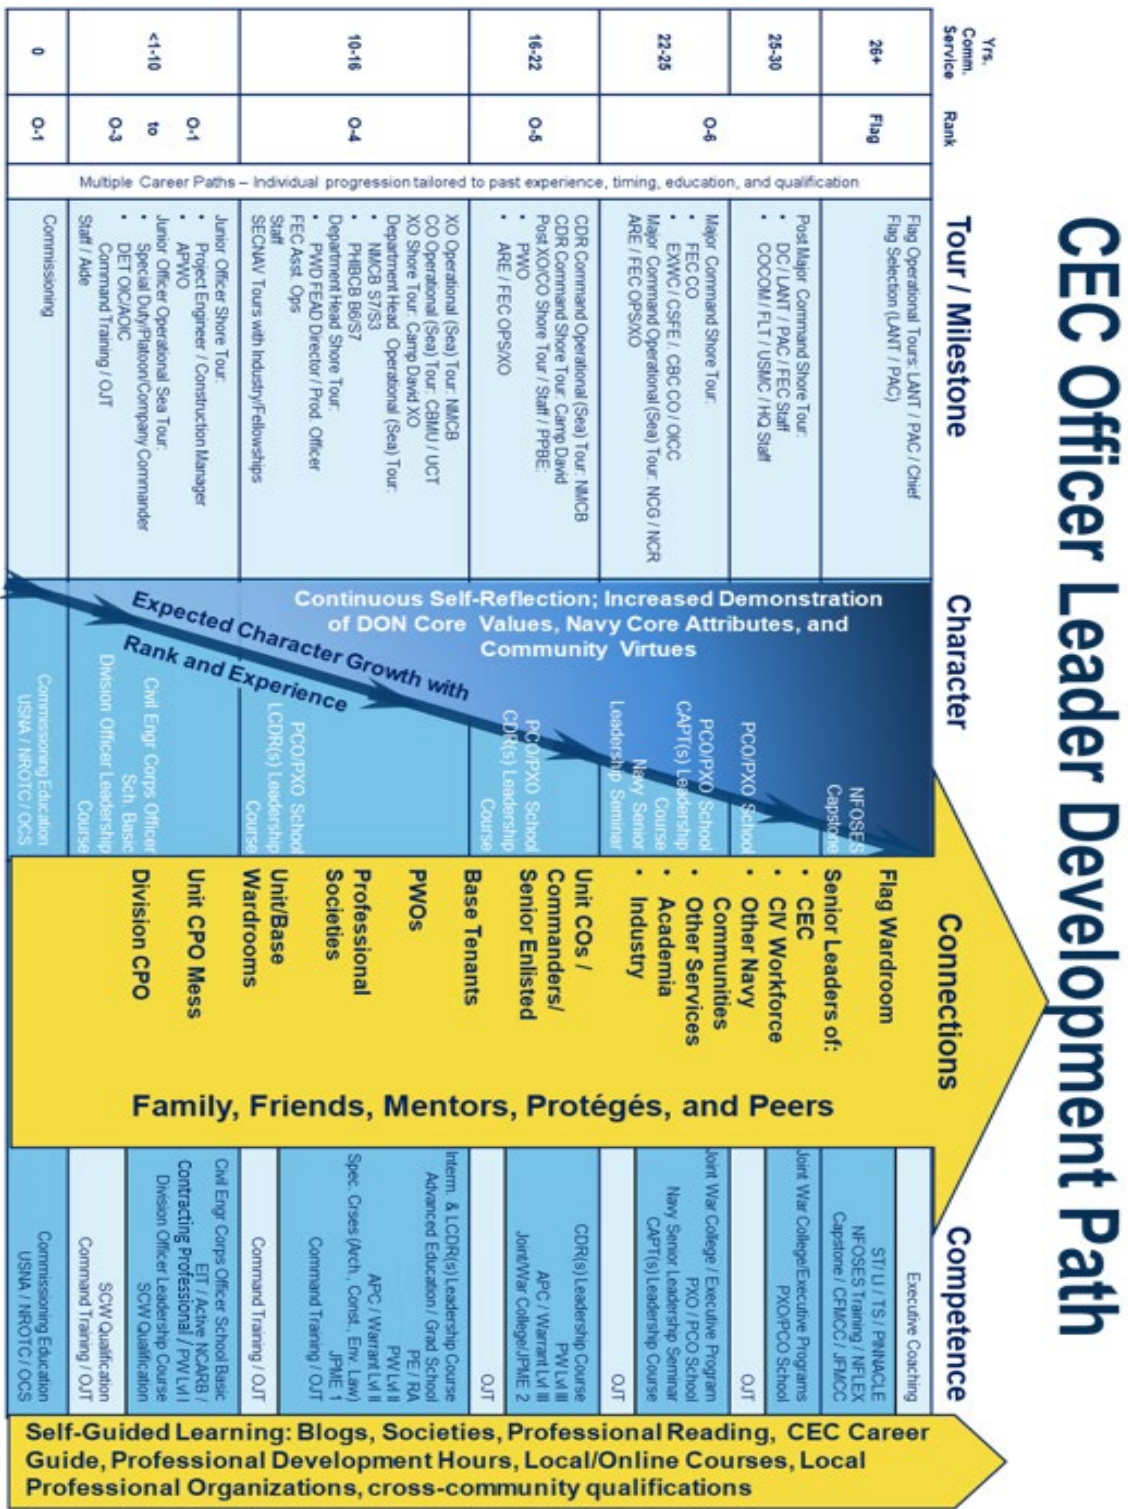 CEC Officer Leader Development Path
Yrs.
Comm.
Service
Rank
Tour / Milestone
Character
Connections
Competence
26+
Flag
Flag Operational Tours: LANT / PAC / Chief
Flag Selection (LANT / PAC)
NFOSES
Capstone
Flag Wardroom
Senior Leaders of:
• CEC
• CIV Workforce
• Other Navy
Communities
• Other Services
• Academia
• Industry
Executive Coaching
ST/ LI / TS / PINNACLE
NFOSES Training / NFLEX
Capstone / CFMCC / JFMCC
25-30
O-6
Post Major Command Shore Tour:
• DC / LANT / PAC / FEC Staff
• COCOM / FLT / USMC / HQ Staff
PCO/PXO School
Joint War College/Executive Programs
PXO/PCO School
OJT
22-25
Major Command Shore Tour:
• FEC CO
• EXWC / CSFE / CBC CO / OICC
Major Command Operational (Sea) Tour: NCG / NCR
ARE / FEC OPS/XO
PCO/PXO School
CAPT(s) Leadership
Course
Navy Senior
Leadership Seminar
Joint War College / Executive Program
PXO / PCO School
Navy Senior Leadership Seminar
CAPT(s) Leadership Course
OJT
16-22
O-5
CDR Command Operational (Sea) Tour: NMCB
CDR Command Shore Tour: Camp David
Post XO/CO Shore Tour / Staff / PPBE:
• PWO
• ARE / FEC OPS/XO
PCO/PXO School
CDR(s) Leadership
Course
Unit COs /
Commanders/
Senior Enlisted
CDR(s) Leadership Course
PW Lvl III
APC / Warrant Lvl III
Joint/War College/JPME 2
OJT
10-16
O-4
XO Operational (Sea) Tour: NMCB
CO Operational (Sea) Tour: CBMU / UCT
XO Shore Tour: Camp David XO
Department Head Operational (Sea) Tour:
• NMCB S7/S3
• PHIBCB B6/S7
Department Head Shore Tour:
• PWD FEAD Director / Prod. Officer
FEC Asst. Ops
Staff
SECNAV Tours with Industry/Fellowships
PCO/PXO School
LCDR(s) Leadership
Course
Base Tenants
PWOs
Professional
Societies
Unit/Base
Wardrooms
Interm. & LCDR(s) Leadership Course
Advanced Education / Grad School
PE / RA
PW Lvl II
APC / Warrant Lvl II
Spec. Crses (Arch., Const., Env. Law)
JPME 1
Command Training / OJT
Command Training / OJT
<1-10
O-1
to
O-3
Junior Officer Shore Tour:
• Project Engineer / Construction Manager
• APWO
Junior Officer Operational Sea Tour:
• Special Duty/Platoon/Company Commander
• DET OIC/AOIC
Command Training / OJT
Staff / Aide
Civil Engr Corps Officer
Sch. Basic
Division Officer Leadership
Course
Unit CPO Mess
Division CPO
Civil Engr Corps Officer School Basic
EIT / Active NCARB /
Contracting Professional / PW Lvl I
Division Officer Leadership Course
SCW Qualification
SCW Qualification
Command Training / OJT
0
O-1
Commissioning
Commissioning Education
USNA / NROTC / OCS
Commissioning Education
USNA / NROTC / OCS
Multiple Career Paths – Individual progression tailored to past experience, timing, education, and qualification
Continuous Self-Reflection; Increased Demonstration
of DON Core Values, Navy Core Attributes, and
Community Virtues
Expected Character Growth with
Rank and Experience
Family, Friends, Mentors, Protégés, and Peers
Self-Guided Learning: Blogs, Societies, Professional Reading, CEC Career
Guide, Professional Development Hours, Local/Online Courses, Local
Professional Organizations, cross-community qualifications